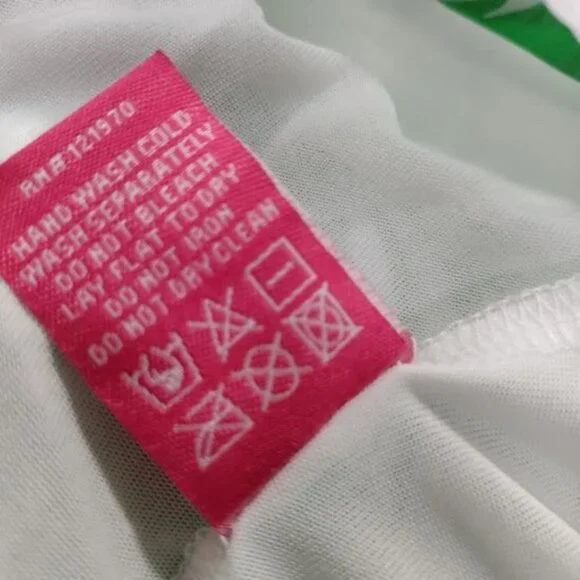 RN# 121970
HAND WASH COLD
WASH SEPARATELY
DO NOT BLEACH
LAY FLAT TO DRY
DO NOT IRON
DO NOT DRYCLEAN